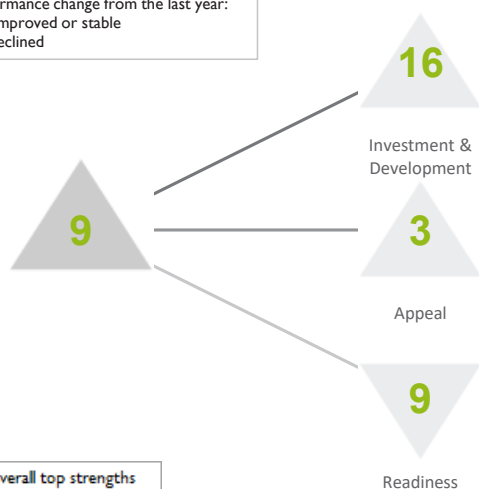 rmance change from the last year:
mproved or stable
eclined
16
Investment &
Development
9
3
Appeal
9
Readiness
verall top strengths